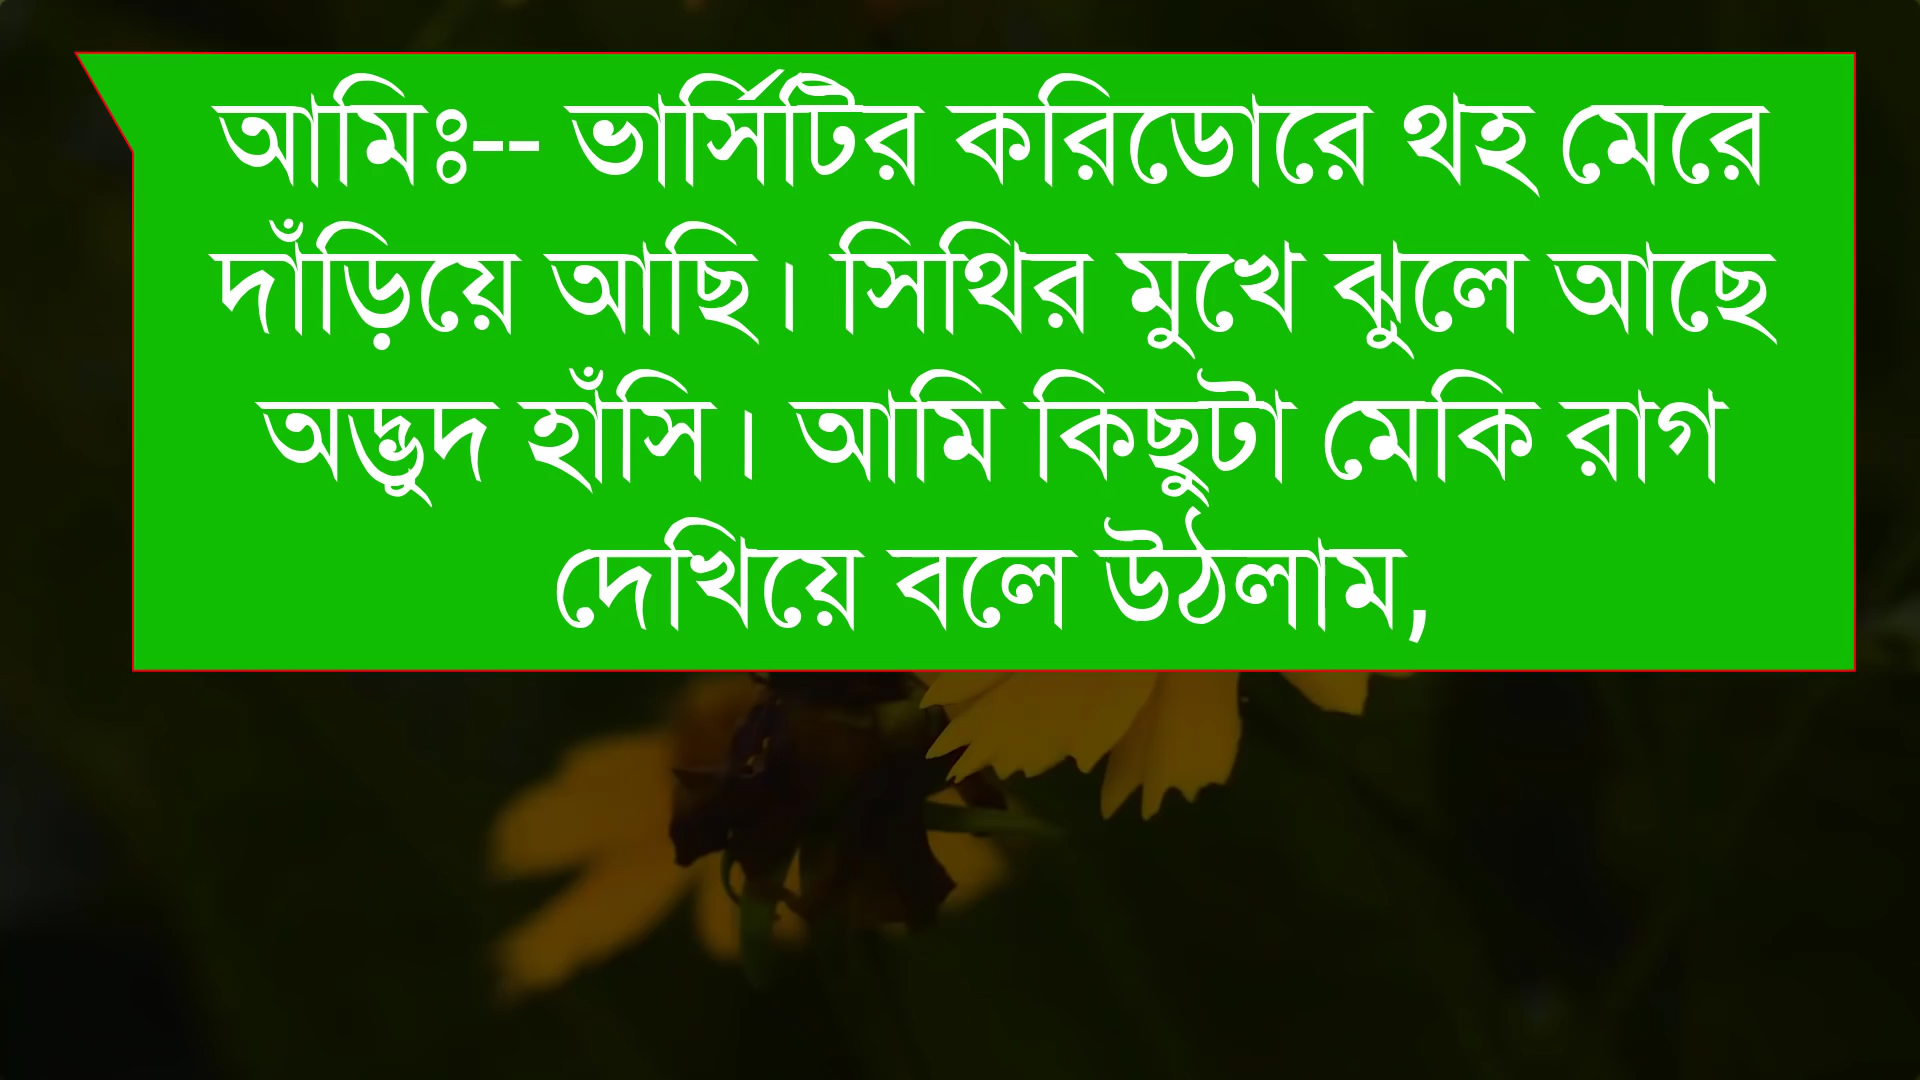 আমিঃ-- ভার্সিটির করিডোরে থহ মেরে
দাঁড়িয়ে আছি। সিথির মুখে ঝুলে আছে
অদ্ভুদ হাঁসি। আমি কিছুটা মেকি রাগ
দেখিয়ে বলে উঠলাম,